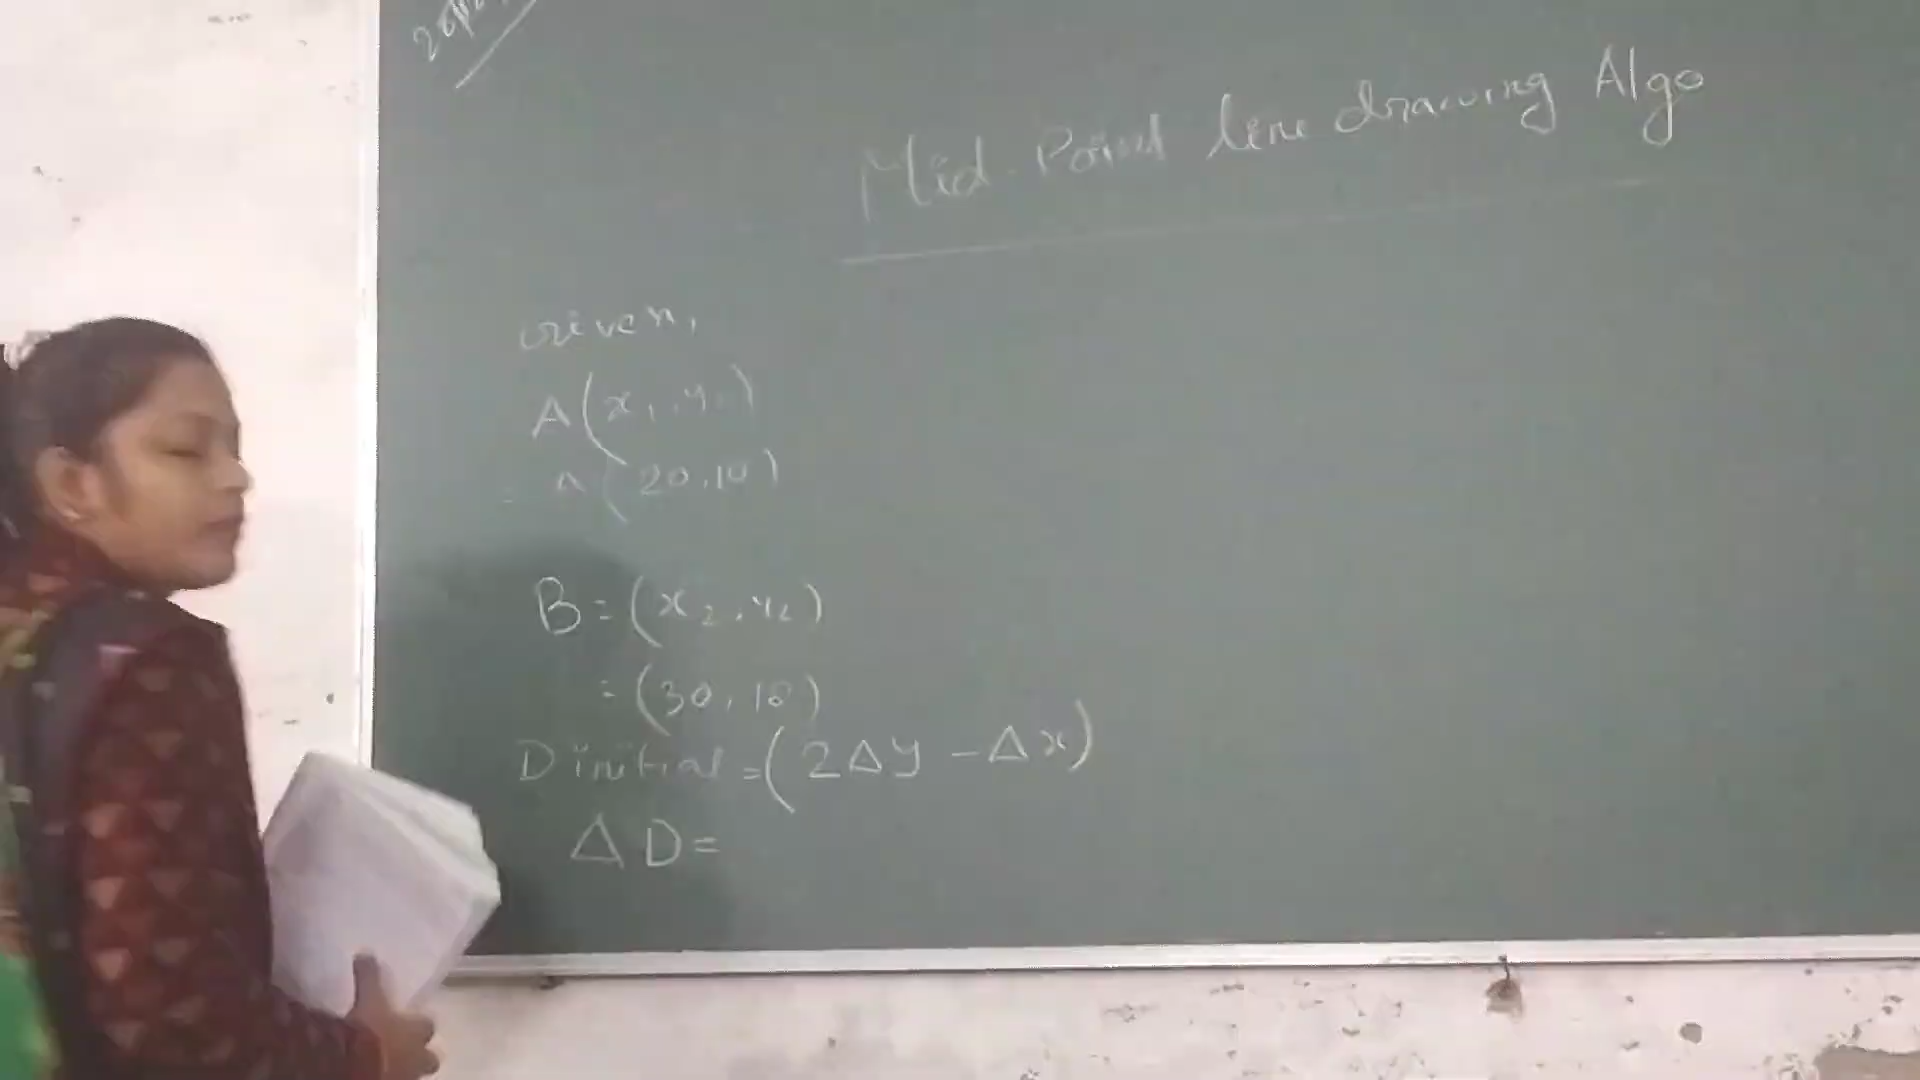 Mid-Point line drawing Algo
Given,
A(x1, y1)
= A(20,10)
B=(x2, y2)
=(30,18)
D initial =(2Δy -Δx)
ΔD=